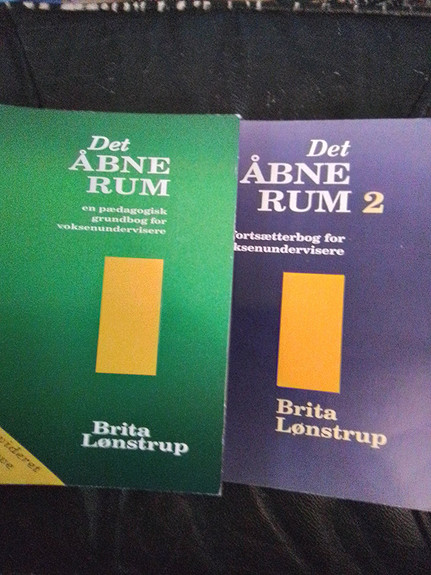 Det
ÅBNE
RUM
en pædagogisk
grundbog for
voksenundervisere
Brita
Lønstrup
Det
ÅBNE
RUM 2
fortsætterbog for
ksenundervisere
Brita
Lønstrup
videret